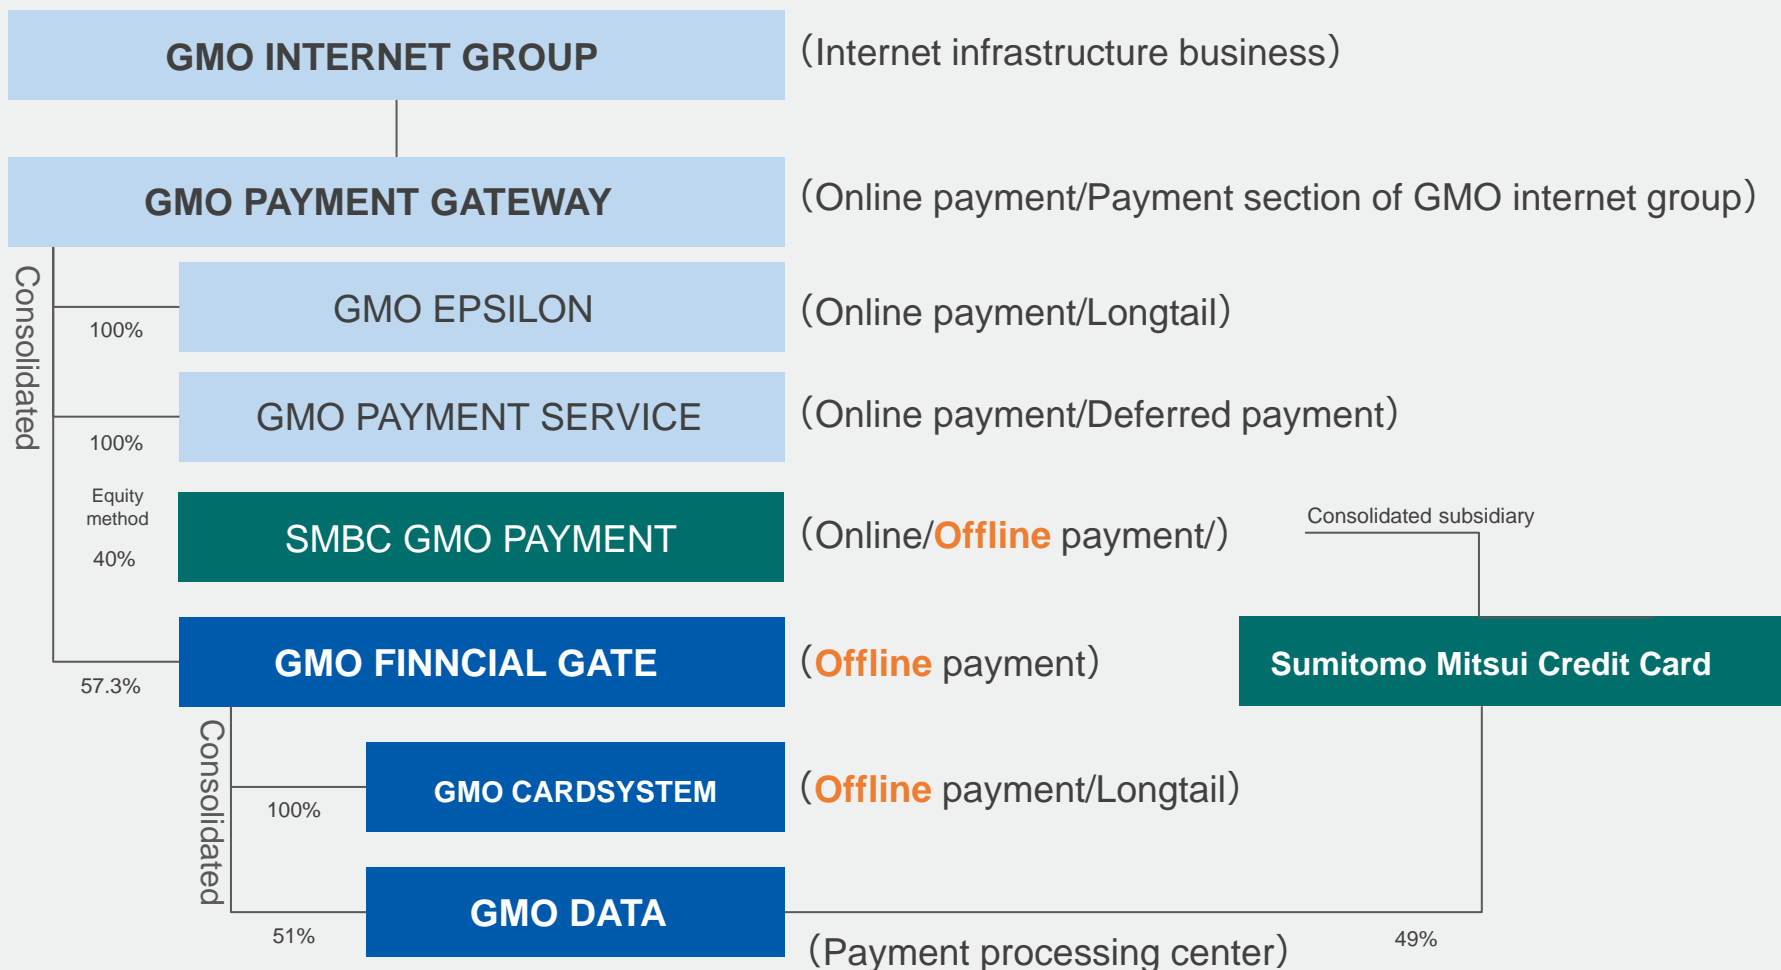 GMO INTERNET GROUP
（Internet infrastructure business）
GMO PAYMENT GATEWAY
（Online payment/Payment section of GMO internet group）
Consolidated
GMO EPSILON
（Online payment/Longtail）
100%
GMO PAYMENT SERVICE
（Online payment/Deferred payment）
100%
Equity
method
40%
SMBC GMO PAYMENT
（Online/Offline payment/）
Consolidated subsidiary
GMO FINNCIAL GATE
（Offline payment）
Sumitomo Mitsui Credit Card
57.3%
Consolidated
GMO CARDSYSTEM
（Offline payment/Longtail）
100%
GMO DATA
51%
（Payment processing center）
49%